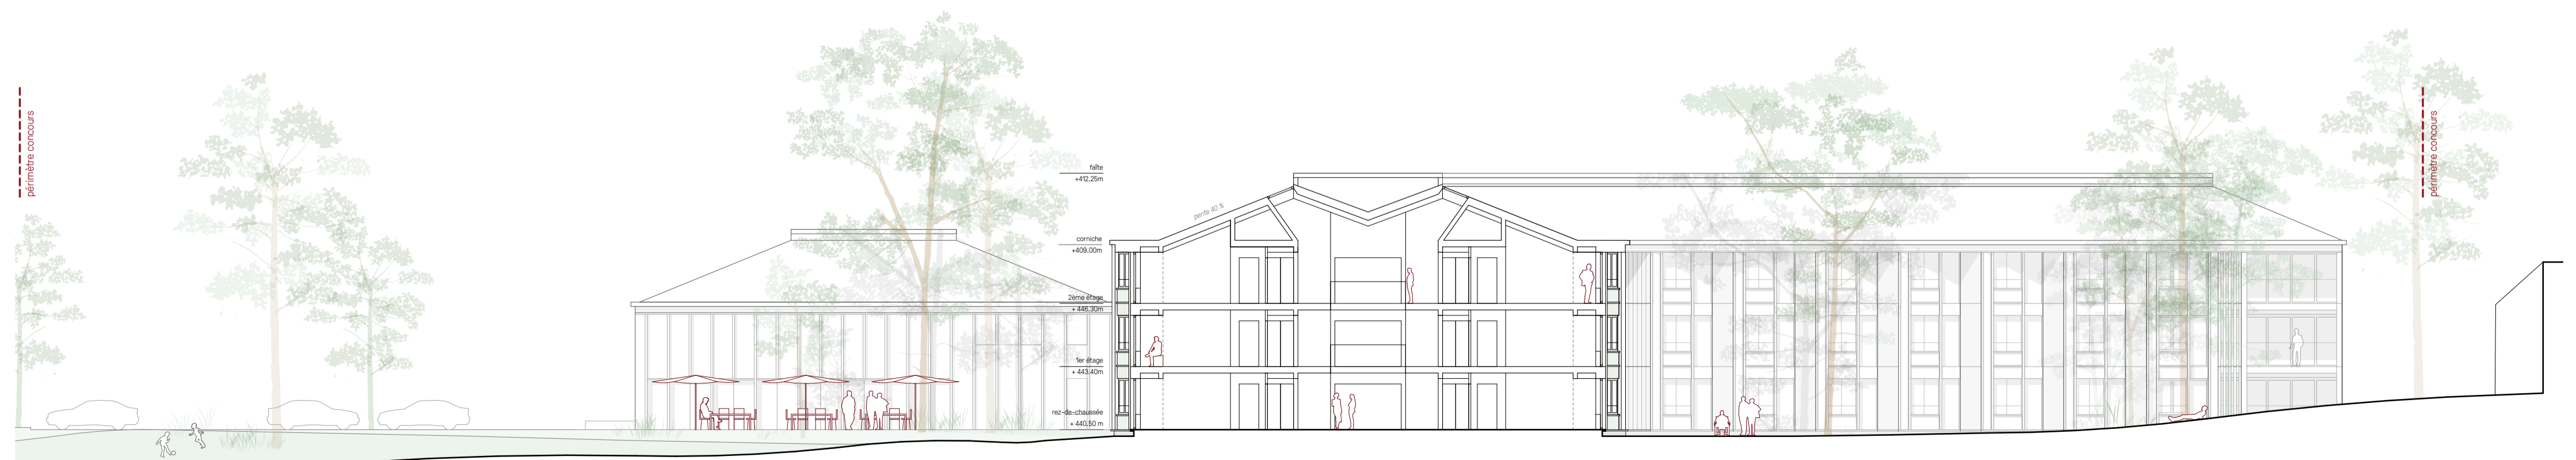 périmètre concours
faîte
+412.25m
pente 40 %
corniche
+409.00m
2ème étage
+ 446.30m
1er étage
+ 443.40m
rez-de-chaussée
+ 440.50 m
périmètre concours